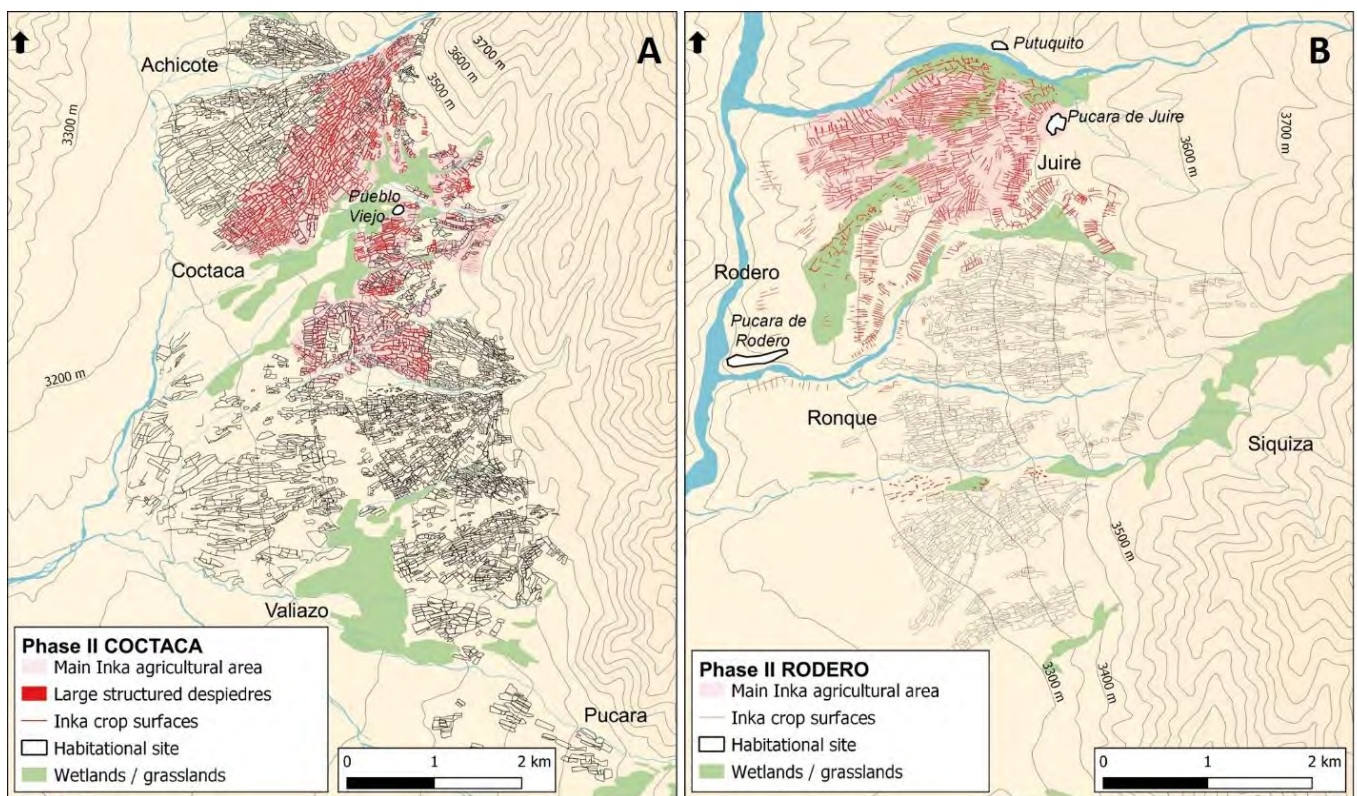 A
Achicote
3700 m
3600 m
3500 m
3300 m
Pueblo
Viejo
Coctaca
3200 m
Valiazo
Pucara
Phase II COCTACA
Main Inka agricultural area
Large structured despiedres
Inka crop surfaces
Habitational site
Wetlands / grasslands
0 1 2 km
B
Putuquito
Pucara de Juire
3700 m
3600 m
Juire
Rodero
Pucara de
Rodero
Ronque
Siquiza
3500 m
3400 m
3300 m
Phase II RODERO
Main Inka agricultural area
Inka crop surfaces
Habitational site
Wetlands / grasslands
0 1 2 km